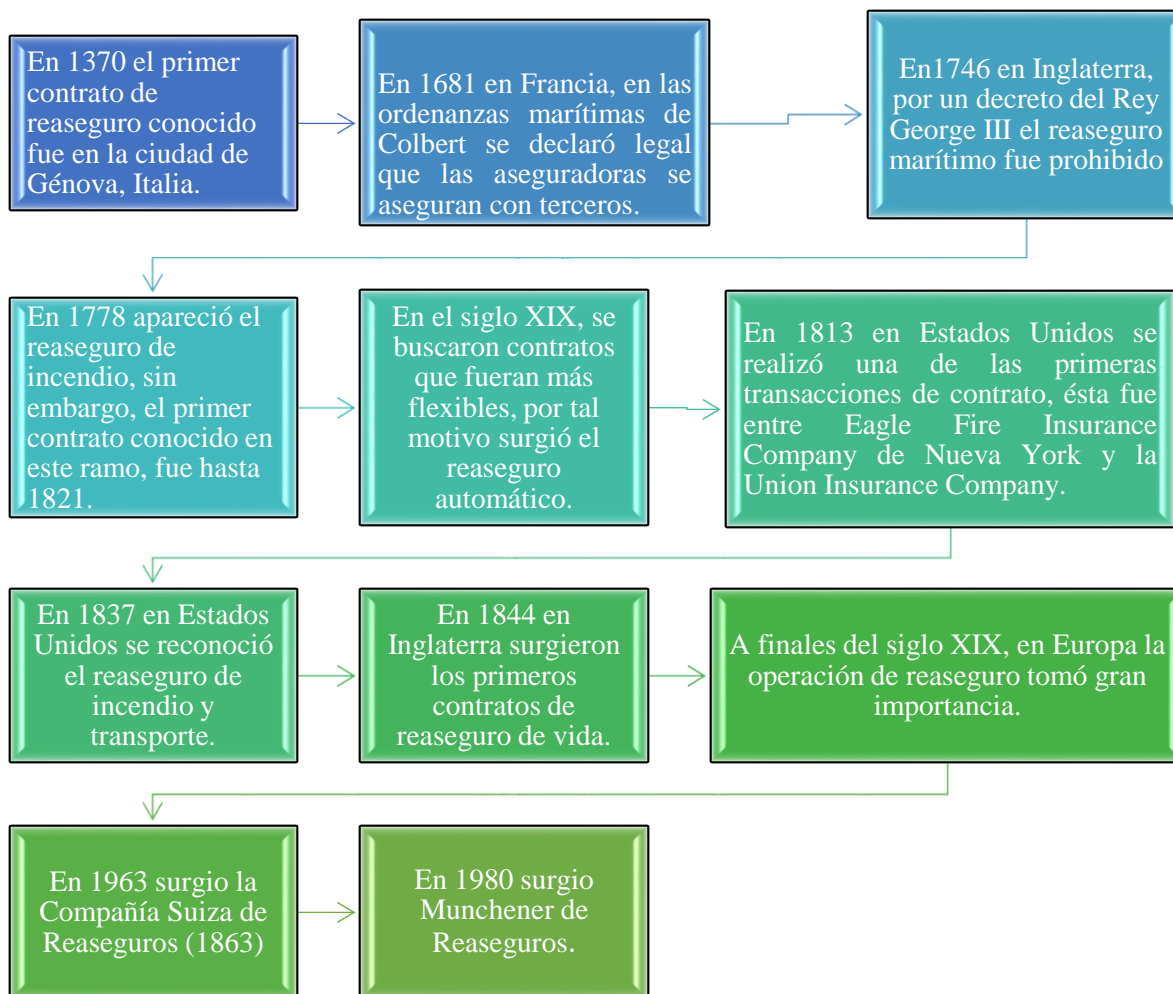 En 1370 el primer
contrato de
reaseguro conocido
fue en la ciudad de
Génova, Italia.
En 1681 en Francia, en las
ordenanzas marítimas de
Colbert se declaró legal
que las aseguradoras se
aseguran con terceros.
En1746 en Inglaterra,
por un decreto del Rey
George III el reaseguro
marítimo fue prohibido
En 1778 apareció el
reaseguro de
incendio, sin
embargo, el primer
contrato conocido en
este ramo, fue hasta
1821.
En el siglo XIX, se
buscaron contratos
que fueran más
flexibles, por tal
motivo surgió el
reaseguro
automático.
En 1813 en Estados Unidos se
realizó una de las primeras
transacciones de contrato, ésta fue
entre Eagle Fire Insurance
Company de Nueva York y la
Union Insurance Company.
En 1837 en Estados
Unidos se reconoció
el reaseguro de
incendio y
transporte.
En 1844 en
Inglaterra surgieron
los primeros
contratos de
reaseguro de vida.
A finales del siglo XIX, en Europa la
operación de reaseguro tomó gran
importancia.
En 1963 surgio la
Compañía Suiza de
Reaseguros (1863)
En 1980 surgio
Munchener de
Reaseguros.